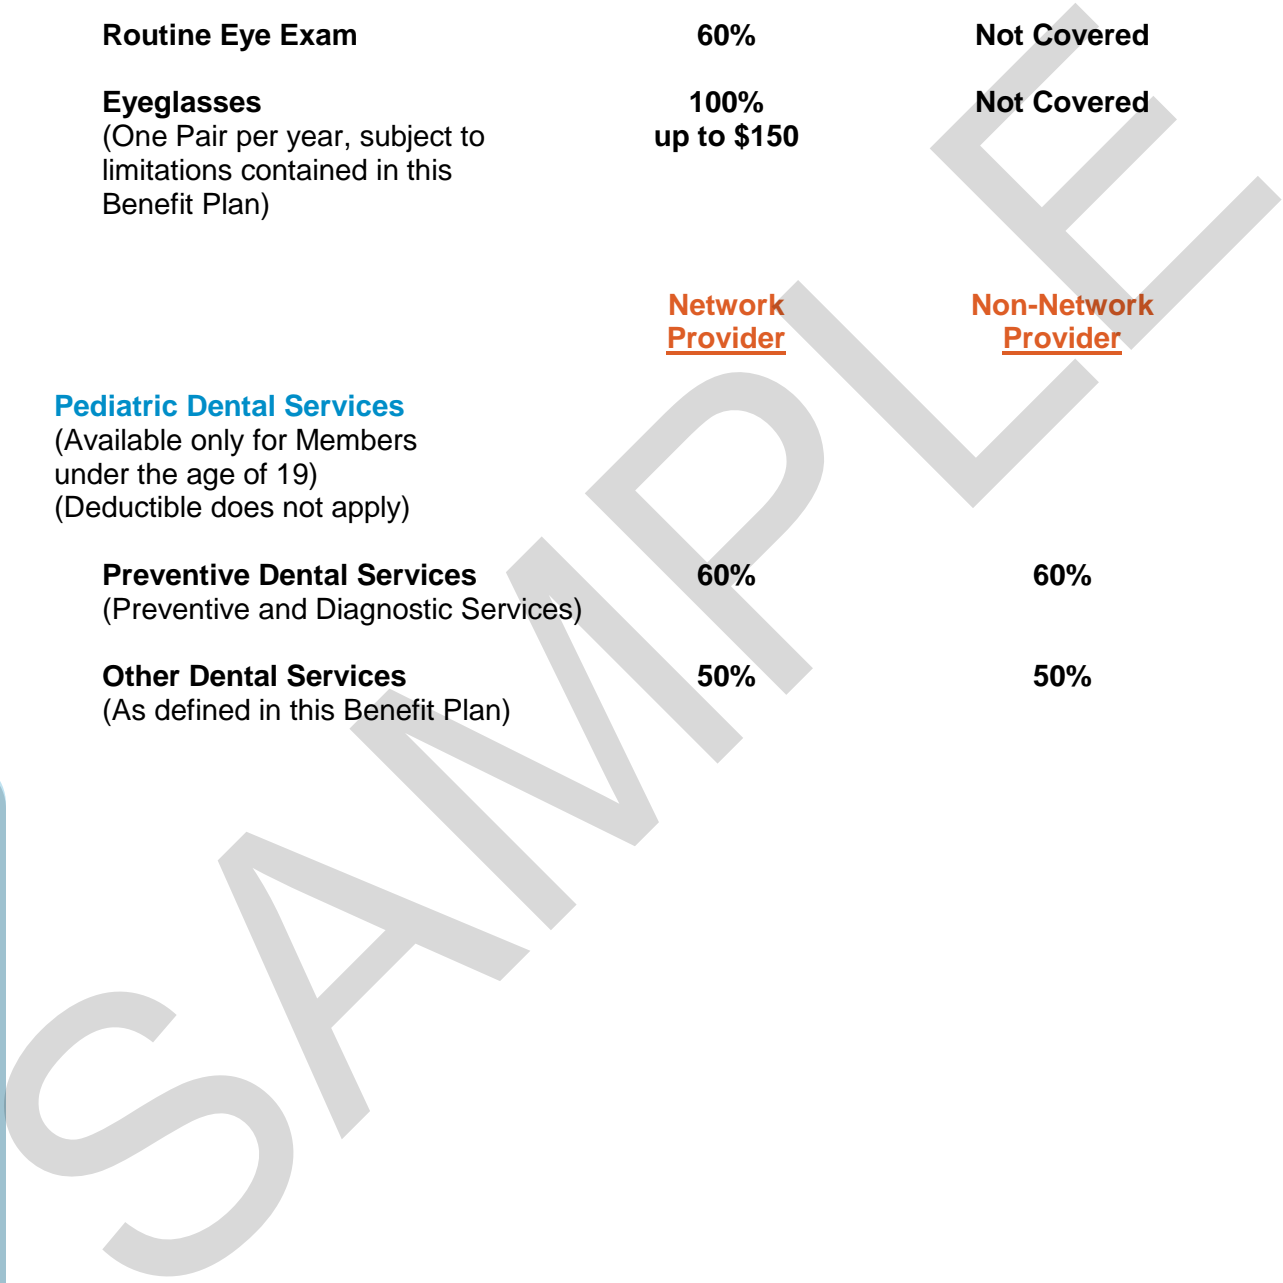 Routine Eye Exam 60% Not Covered
Eyeglasses 100% Not Covered
(One Pair per year, subject to up to $150
limitations contained in this
Benefit Plan)
Network Non-Network
Provider Provider
Pediatric Dental Services
(Available only for Members
under the age of 19)
(Deductible does not apply)
Preventive Dental Services 60% 60%
(Preventive and Diagnostic Services)
Other Dental Services 50% 50%
(As defined in this Benefit Plan)
SAMPLE